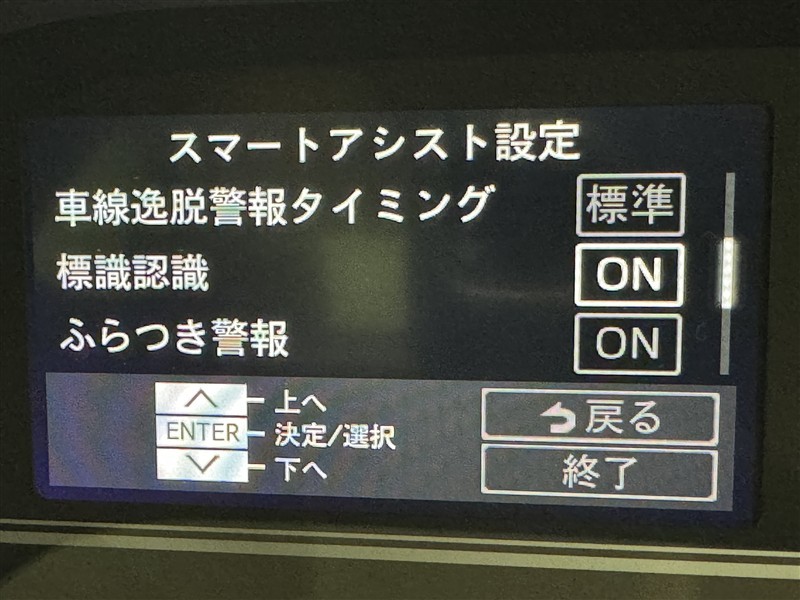 スマートアシスト設定
車線逸脱警報タイミング 標準
標識認識 ON
ふらつき警報 ON
上へ
ENTER 決定/選択
下へ
戻る
終了